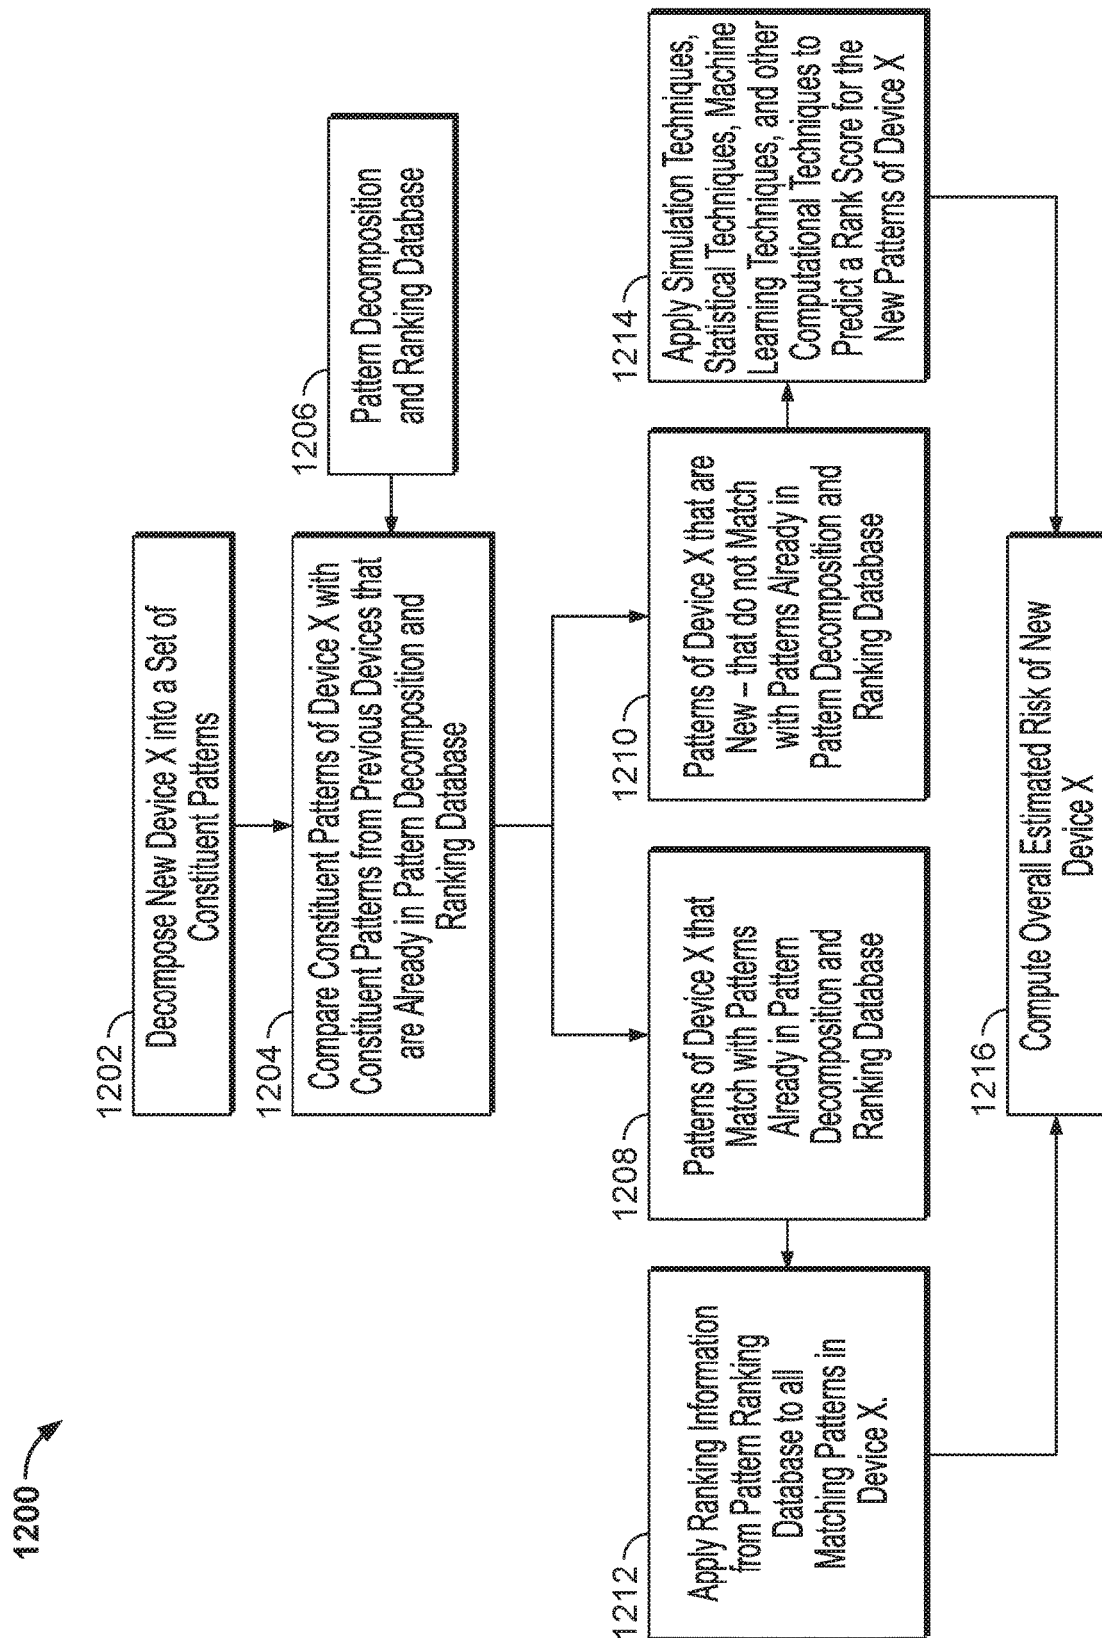 1200
1202
Decompose New Device X into a Set of
Constituent Patterns
1204
Compare Constituent Patterns of Device X with
Constituent Patterns from Previous Devices that
are Already in Pattern Decomposition and
Ranking Database
1206
Pattern Decomposition
and Ranking Database
1208
Patterns of Device X that
Match with Patterns
Already in Pattern
Decomposition and
Ranking Database
1210
Patterns of Device X that are
New – that do not Match
with Patterns Already in
Pattern Decomposition and
Ranking Database
1212
Apply Ranking Information
from Pattern Ranking
Database to all
Matching Patterns in
Device X.
1214
Apply Simulation Techniques,
Statistical Techniques, Machine
Learning Techniques, and other
Computational Techniques to
Predict a Rank Score for the
New Patterns of Device X
1216
Compute Overall Estimated Risk of New
Device X